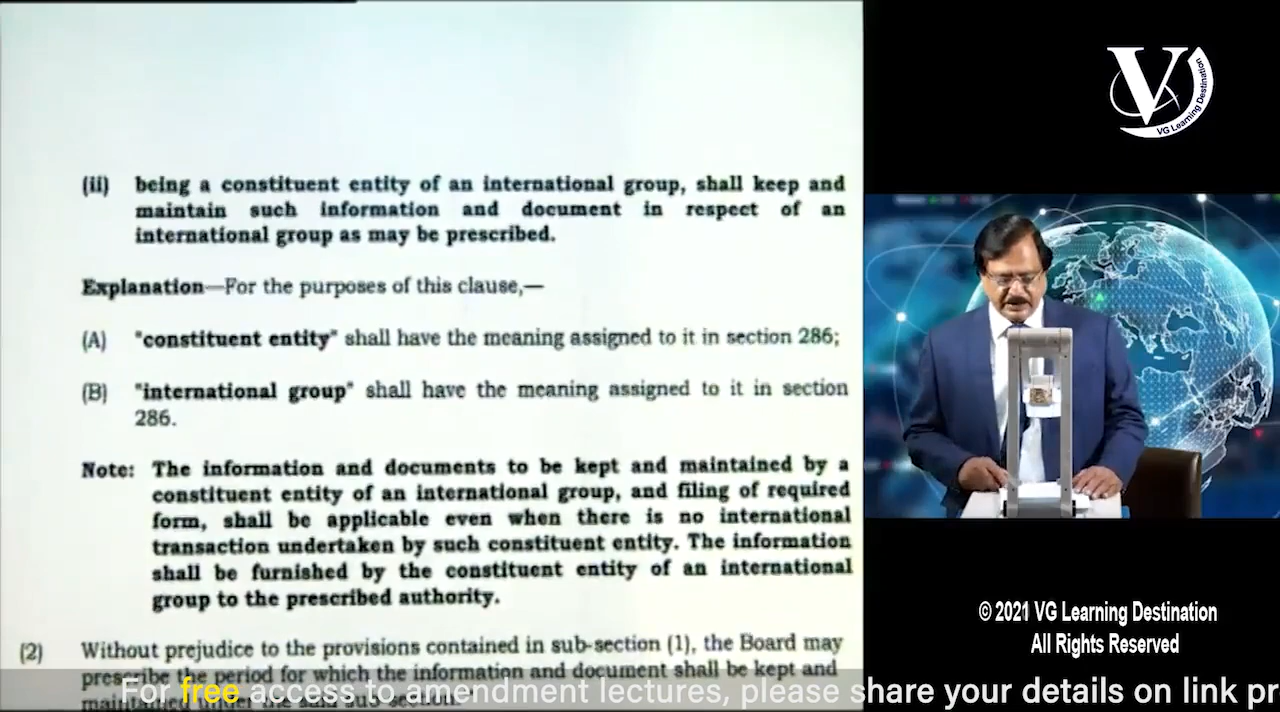 (ii) being a constituent entity of an international group, shall keep and
maintain such information and document in respect of an
international group as may be prescribed.
Explanation—For the purposes of this clause,—
(A) "constituent entity" shall have the meaning assigned to it in section 286;
(B) "international group" shall have the meaning assigned to it in section
286.
Note: The information and documents to be kept and maintained by a
constituent entity of an international group, and filing of required
form, shall be applicable even when there is no international
transaction undertaken by such constituent entity. The information
shall be furnished by the constituent entity of an international
group to the prescribed authority.
(2) Without prejudice to the provisions contained in sub-section (1), the Board may
prescribe the period for which the information and document shall be kept and
maintained under the said sub-section.
For free access to amendment lectures, please share your details on link pr
V
VG Learning Destination
© 2021 VG Learning Destination
All Rights Reserved